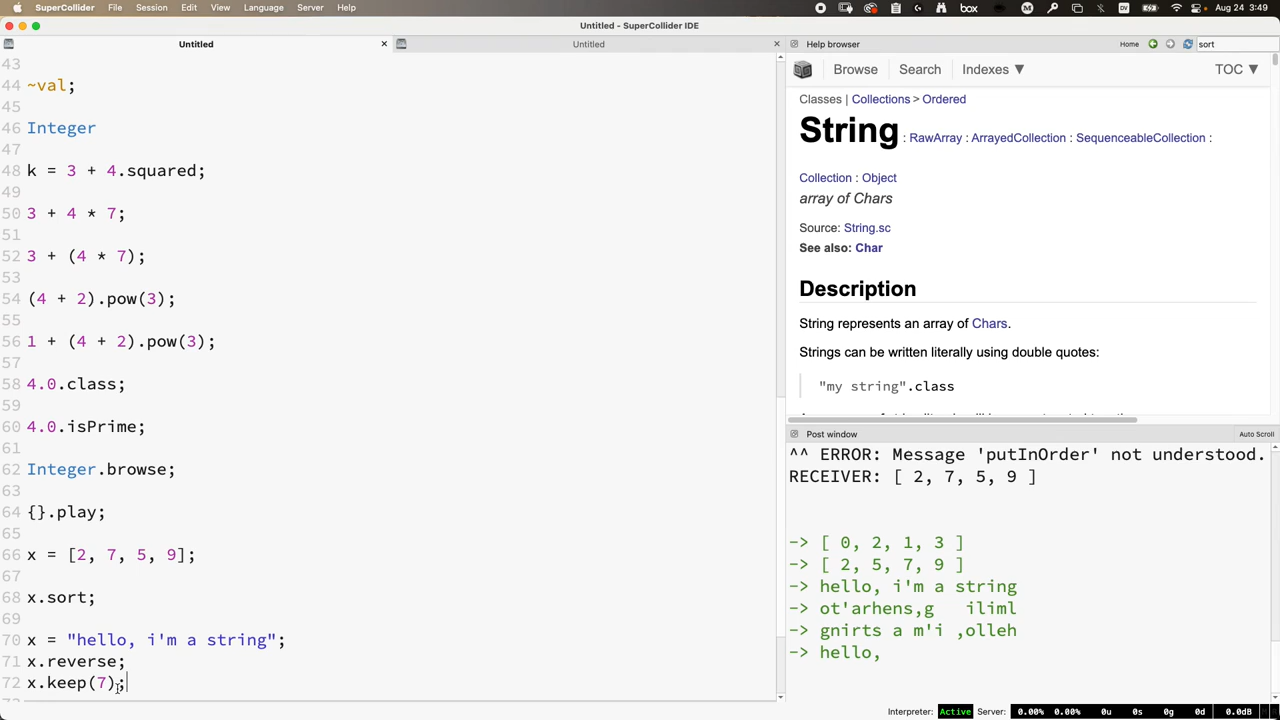 SuperCollider File Session Edit View Language Server Help
DV
Aug 24 3:49
Untitled - SuperCollider IDE
Untitled
Untitled
Help browser
Home
sort
Browse Search Indexes ▼ TOC ▼
Classes | Collections > Ordered
String : RawArray : ArrayedCollection : SequenceableCollection :
Collection : Object
array of Chars
Source: String.sc
See also: Char
Description
String represents an array of Chars.
Strings can be written literally using double quotes:
"my string".class
43
44 ~val;
45
46 Integer
47
48 k = 3 + 4.squared;
49
50 3 + 4 * 7;
51
52 3 + (4 * 7);
53
54 (4 + 2).pow(3);
55
56 1 + (4 + 2).pow(3);
57
58 4.0.class;
59
60 4.0.isPrime;
61
62 Integer.browse;
63
64 {}.play;
65
66 x = [2, 7, 5, 9];
67
68 x.sort;
69
70 x = "hello, i'm a string";
71 x.reverse;
72 x.keep(7);
Post window
Auto Scroll
^^ ERROR: Message 'putInOrder' not understood.
RECEIVER: [ 2, 7, 5, 9 ]
-> [ 0, 2, 1, 3 ]
-> [ 2, 5, 7, 9 ]
-> hello, i'm a string
-> ot'arhens,g   iliml
-> gnirts a m'i ,olleh
-> hello,
Interpreter: Active Server: 0.00% 0.00% 0u 0s 0g 0d 0.0dB